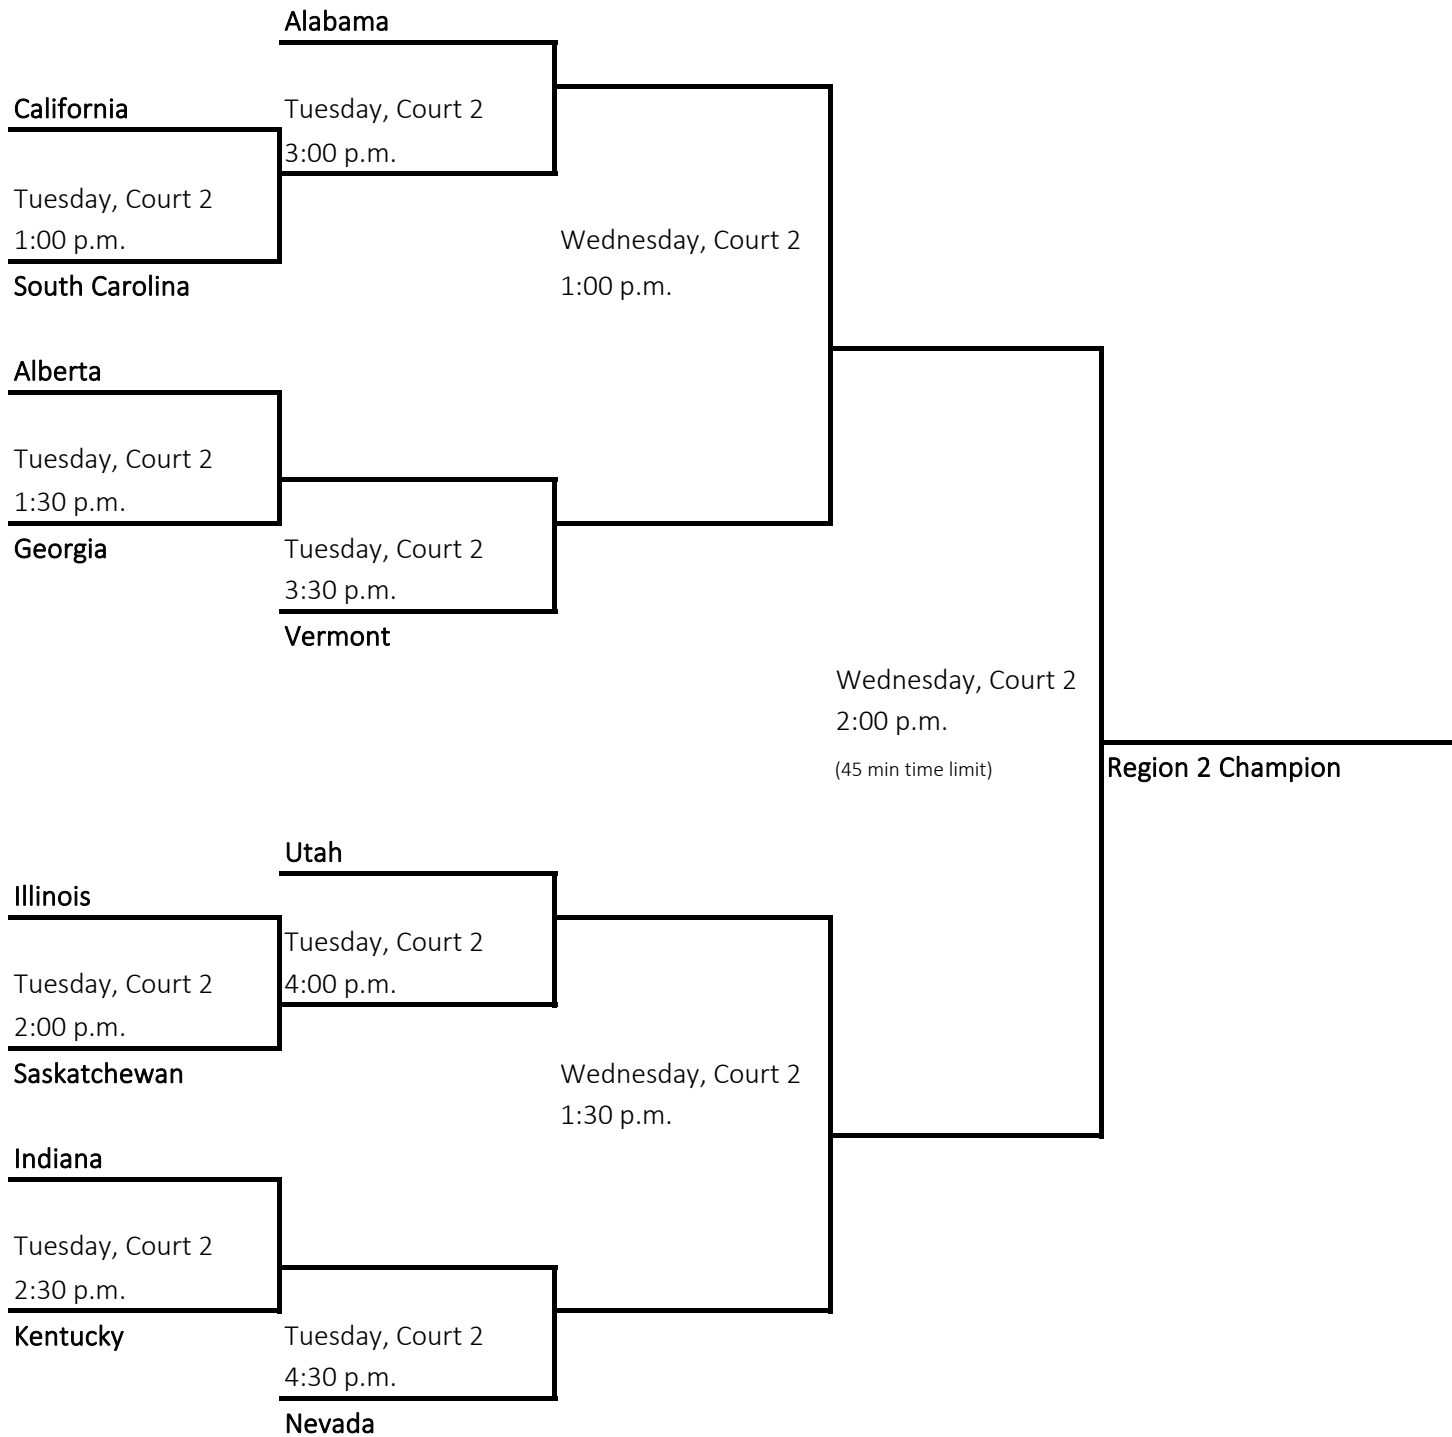 Alabama
California
Tuesday, Court 2
3:00 p.m.
Tuesday, Court 2
1:00 p.m.
South Carolina
Wednesday, Court 2
1:00 p.m.
Alberta
Tuesday, Court 2
1:30 p.m.
Georgia
Tuesday, Court 2
3:30 p.m.
Vermont
Wednesday, Court 2
2:00 p.m.
(45 min time limit)
Region 2 Champion
Utah
Illinois
Tuesday, Court 2
4:00 p.m.
Tuesday, Court 2
2:00 p.m.
Saskatchewan
Wednesday, Court 2
1:30 p.m.
Indiana
Tuesday, Court 2
2:30 p.m.
Kentucky
Tuesday, Court 2
4:30 p.m.
Nevada